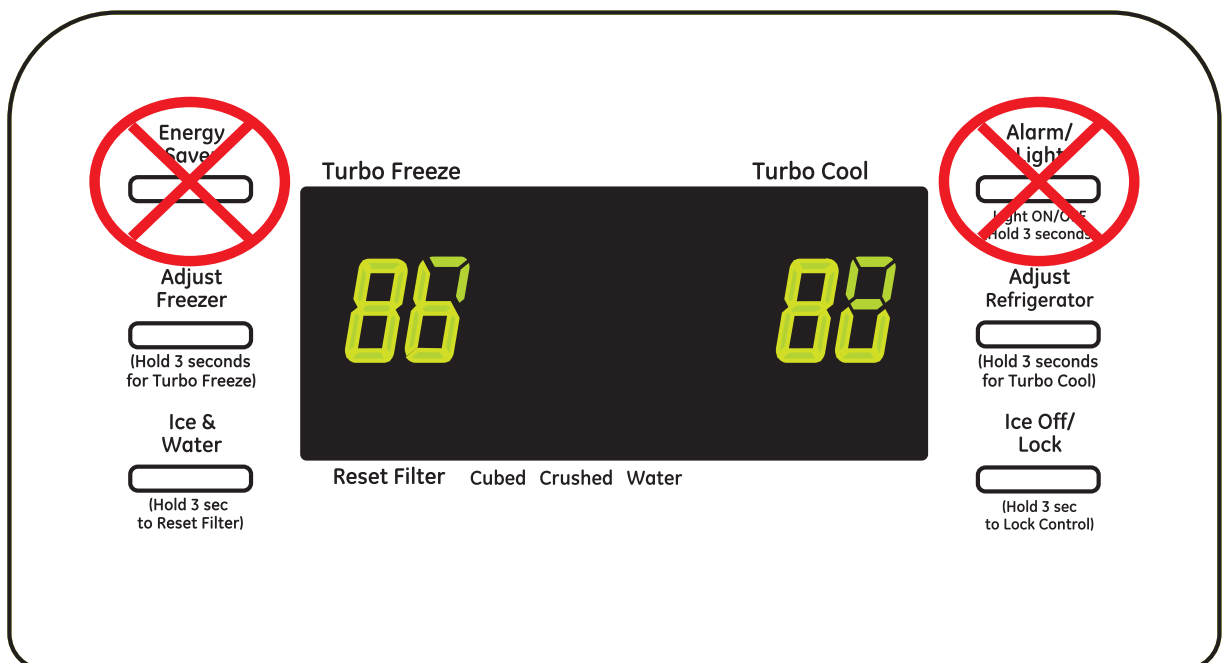 Energy
Saver
Adjust
Freezer
(Hold 3 seconds
for Turbo Freeze)
Ice &
Water
(Hold 3 sec
to Reset Filter)
Turbo Freeze
Turbo Cool
Reset Filter Cubed Crushed Water
Alarm/
Light
Light ON/OFF
(Hold 3 seconds)
Adjust
Refrigerator
(Hold 3 seconds
for Turbo Cool)
Ice Off/
Lock
(Hold 3 sec
to Lock Control)